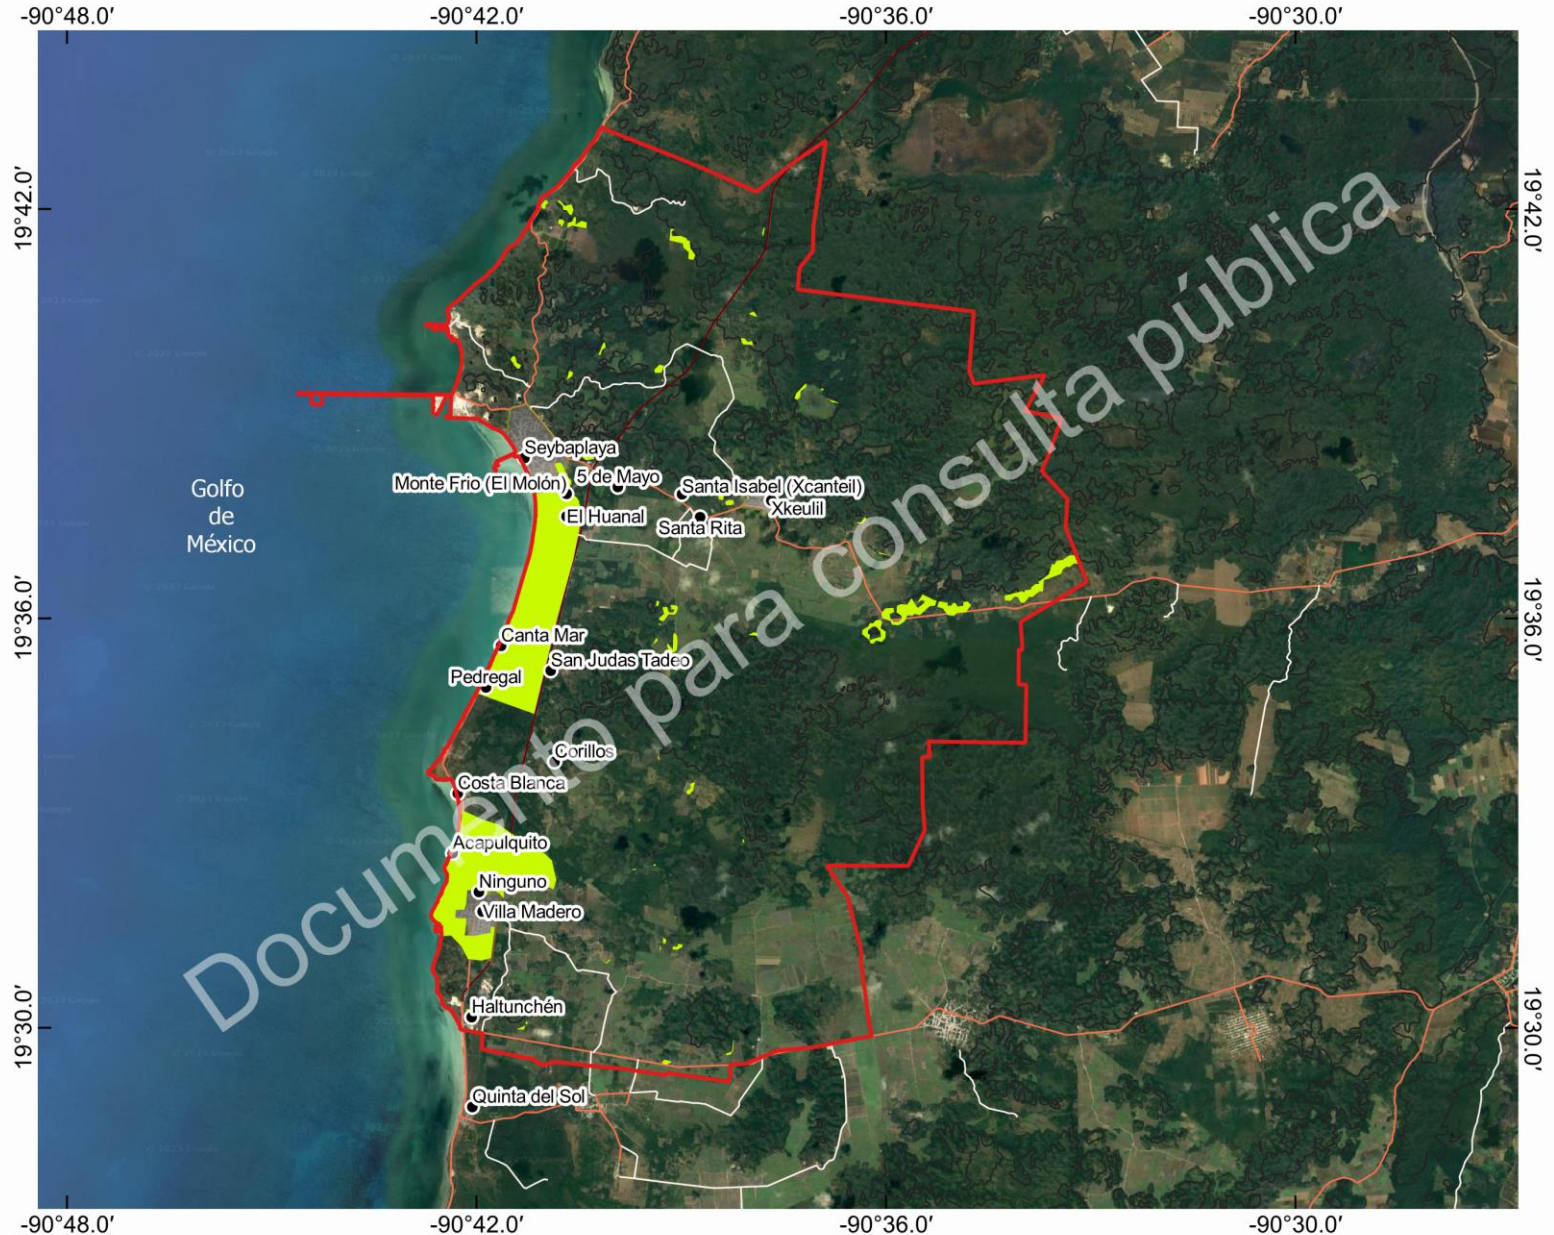 -90°48.0′ -90°42.0′ -90°36.0′ -90°30.0′
19°42.0′
19°42.0′
Seybaplaya
Monte Frio (El Molón)
5 de Mayo
Santa Isabel (Xcanteil)
Xkeulil
El Huanal
Santa Rita
Golfo
de
México
19°36.0′
19°36.0′
Canta Mar
San Judas Tadeo
Pedregal
Corillos
Costa Blanca
Acapulquito
Ninguno
Villa Madero
Haltunchén
19°30.0′
19°30.0′
Quinta del Sol
Documento para consulta pública
-90°48.0′ -90°42.0′ -90°36.0′ -90°30.0′